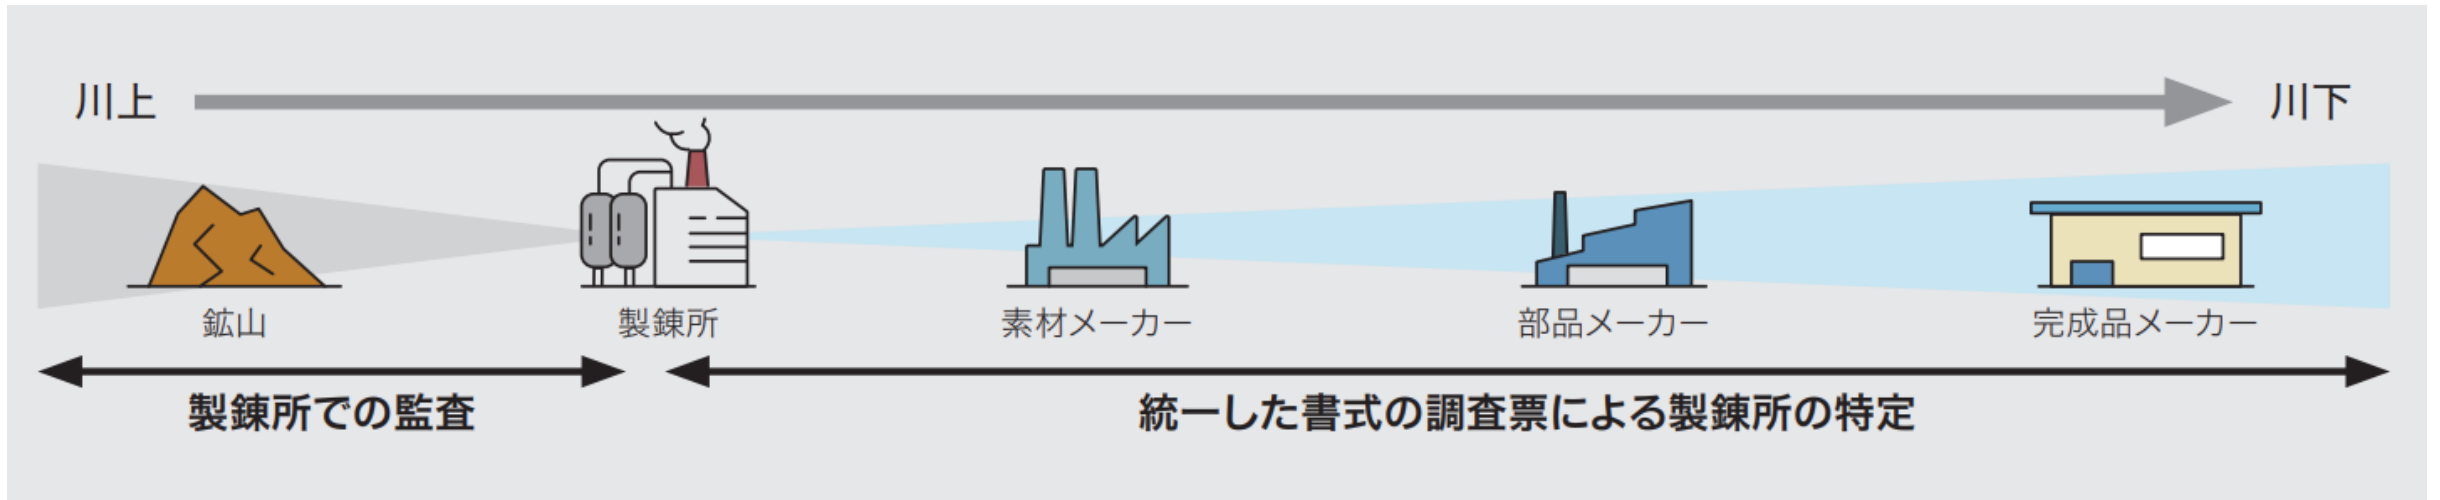 川上
川下
鉱山
製錬所
素材メーカー
部品メーカー
完成品メーカー
製錬所での監査
統一した書式の調査票による製錬所の特定